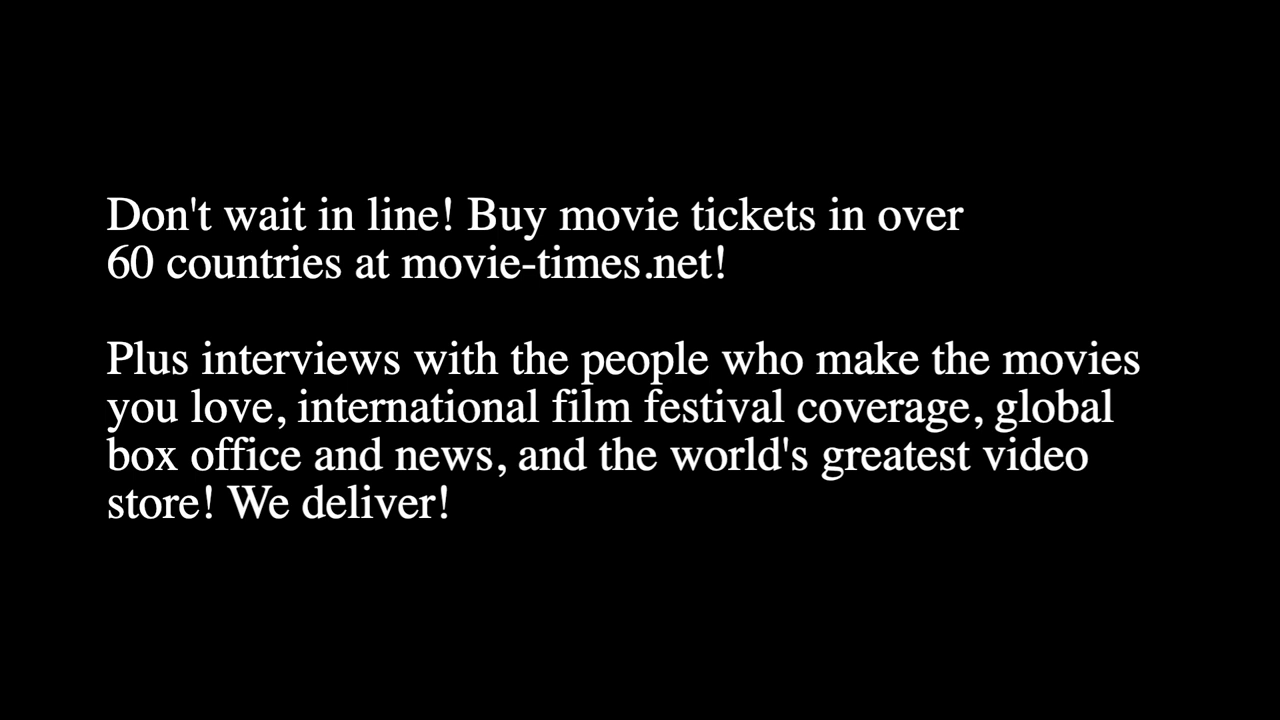 Don't wait in line! Buy movie tickets in over
60 countries at movie-times.net!
Plus interviews with the people who make the movies
you love, international film festival coverage, global
box office and news, and the world's greatest video
store! We deliver!